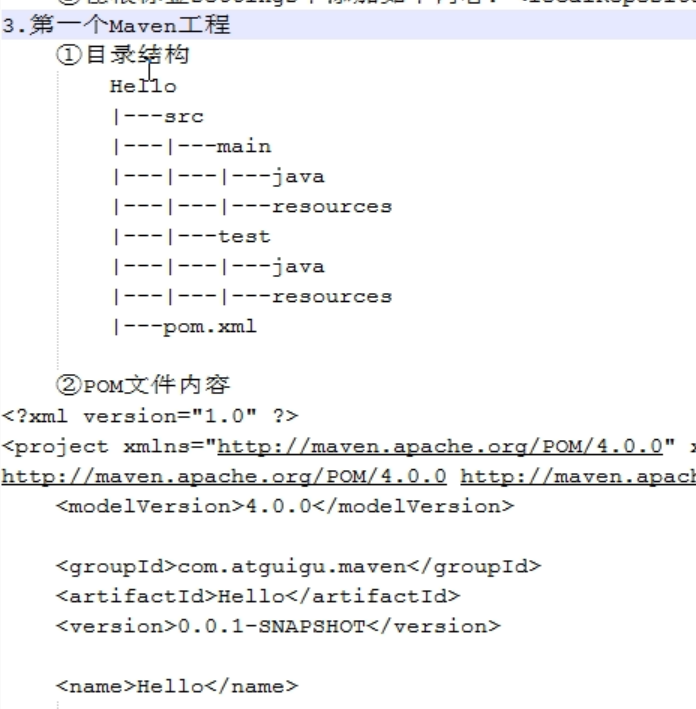 3.第一个Maven工程
①目录结构
Hello
|---src
|---|---main
|---|---|---java
|---|---|---resources
|---|---test
|---|---|---java
|---|---|---resources
|---pom.xml
②POM文件内容
<?xml version="1.0" ?>
<project xmlns="http://maven.apache.org/POM/4.0.0"
http://maven.apache.org/POM/4.0.0 http://maven.apach
<modelVersion>4.0.0</modelVersion>
<groupId>com.atguigu.maven</groupId>
<artifactId>Hello</artifactId>
<version>0.0.1-SNAPSHOT</version>
<name>Hello</name>